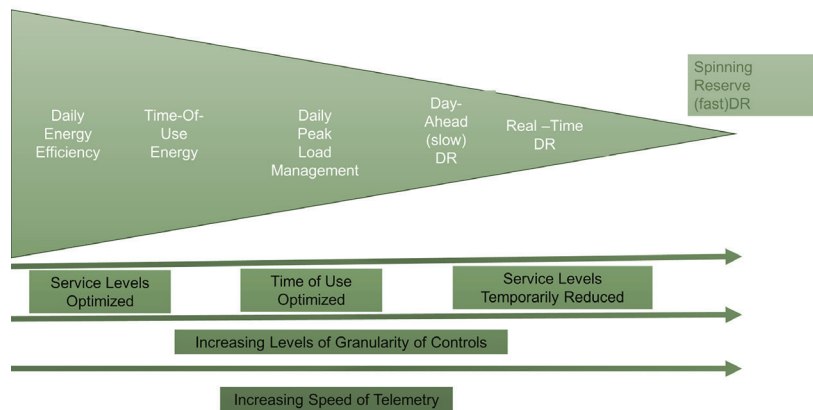 Daily
Energy
Efficiency
Time-Of-
Use
Energy
Daily
Peak
Load
Management
Day-
Ahead
(slow)
DR
Real –Time
DR
Spinning
Reserve
(fast)DR
Service Levels
Optimized
Time of Use
Optimized
Service Levels
Temporarily Reduced
Increasing Levels of Granularity of Controls
Increasing Speed of Telemetry